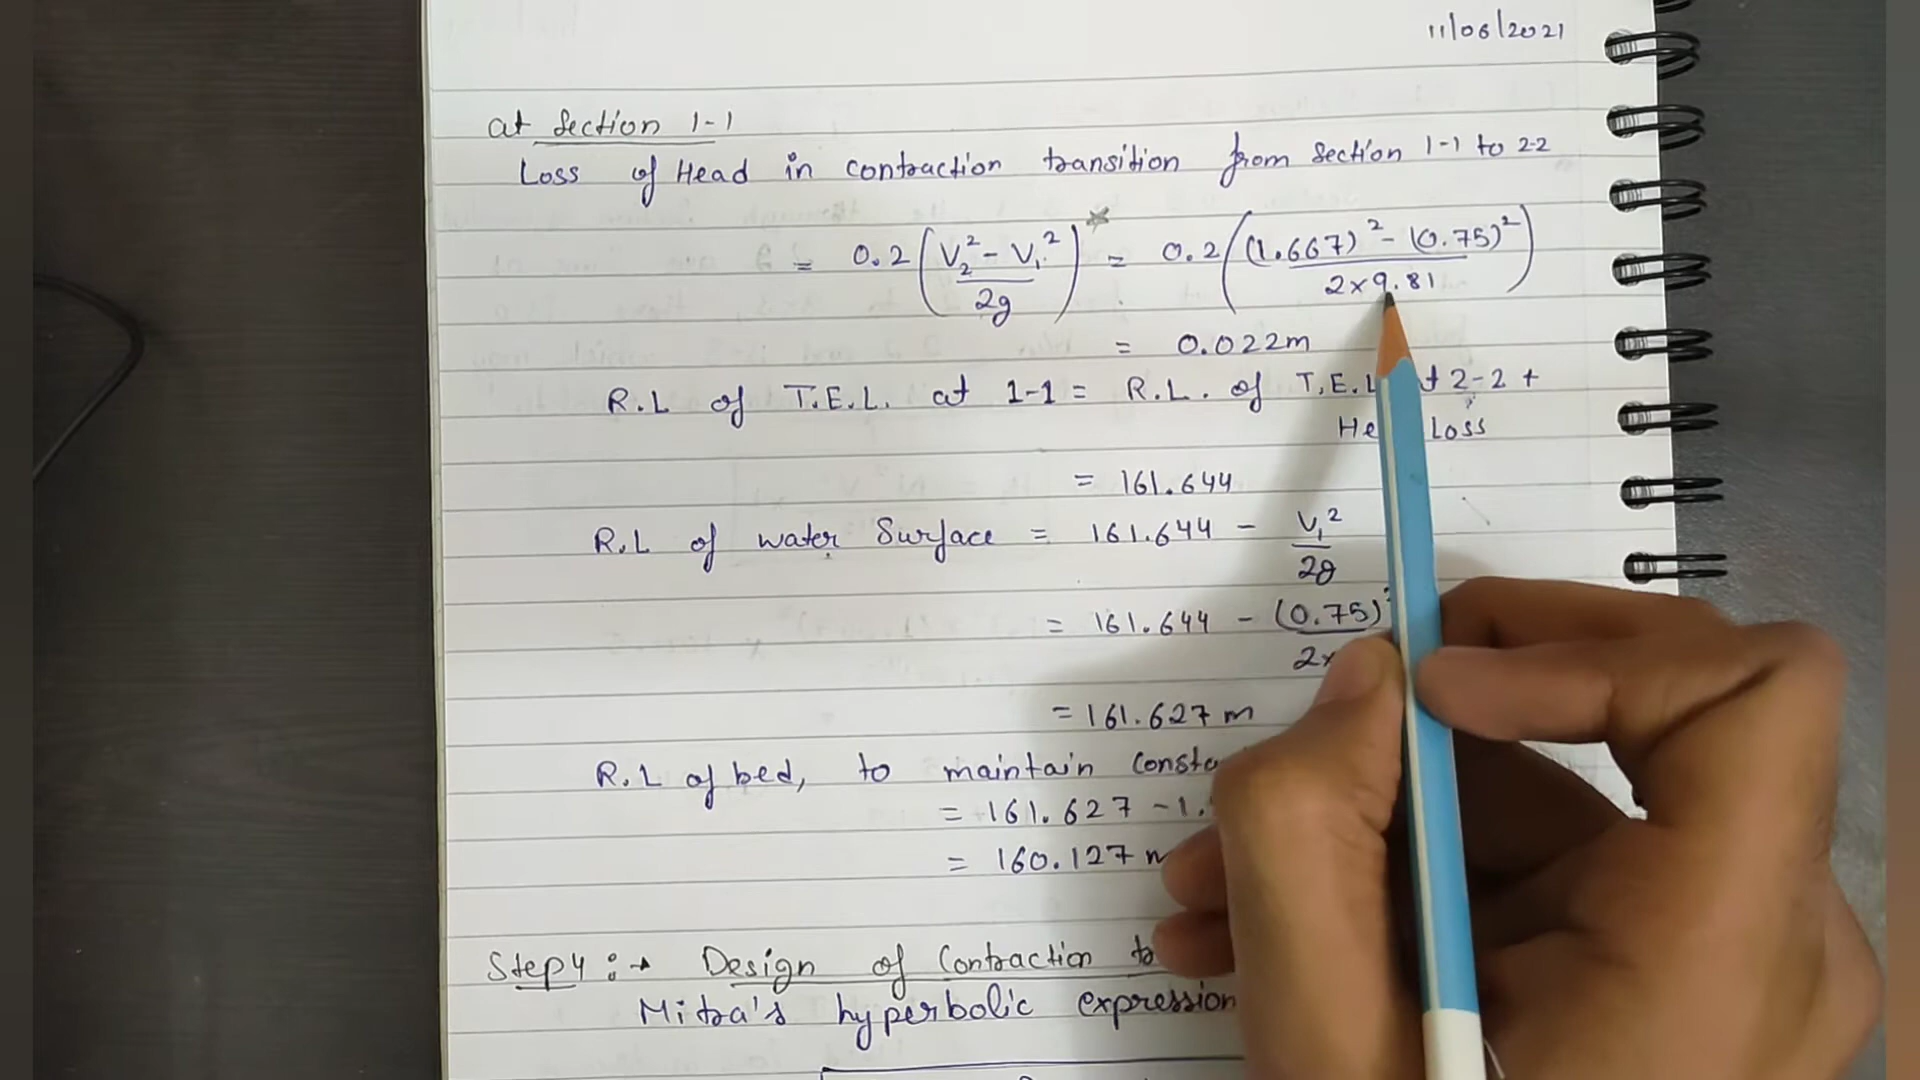 11/06/2021
at Section 1-1
Loss of Head in contraction transition from Section 1-1 to 2-2
= 0.2 ( V₂² - V₁² / 2g )* = 0.2 ( (1.667)² - (0.75)² / 2×9.81 )
= 0.022m
R.L of T.E.L. at 1-1 = R.L. of T.E.L 2-2 +
Loss
= 161.644
R.L of water Surface = 161.644 - V₁² / 2g
= 161.644 - (0.75)² / 2×
= 161.627 m
R.L of bed, to maintain
= 161.627 - 1.
= 160.127 m
Step4 :→ Design of Contraction
Mitra's hyperbolic expression